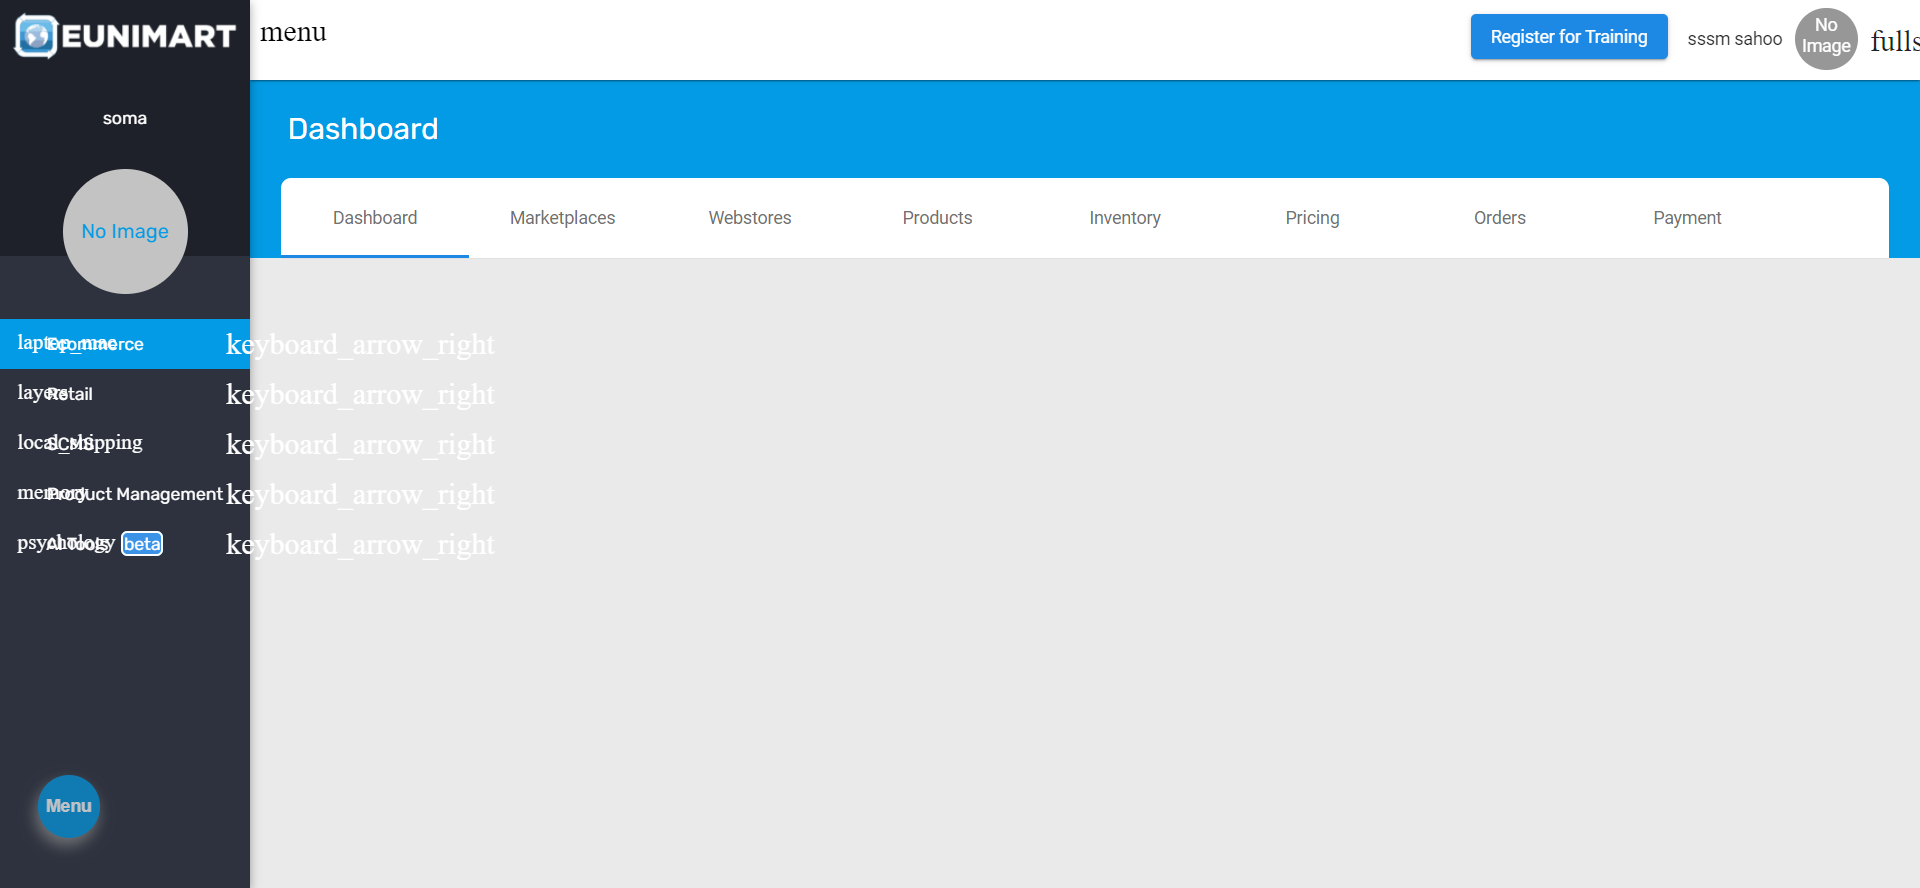 EUNIMART
menu
Register for Training
sssm sahoo
No
Image
fulls
soma
Dashboard
No Image
Dashboard Marketplaces Webstores Products Inventory Pricing Orders Payment
laptop_mac Ecommerce keyboard_arrow_right
layers Retail keyboard_arrow_right
local_shipping SCMS keyboard_arrow_right
memory Product Management keyboard_arrow_right
psychology AI Tools beta keyboard_arrow_right
Menu